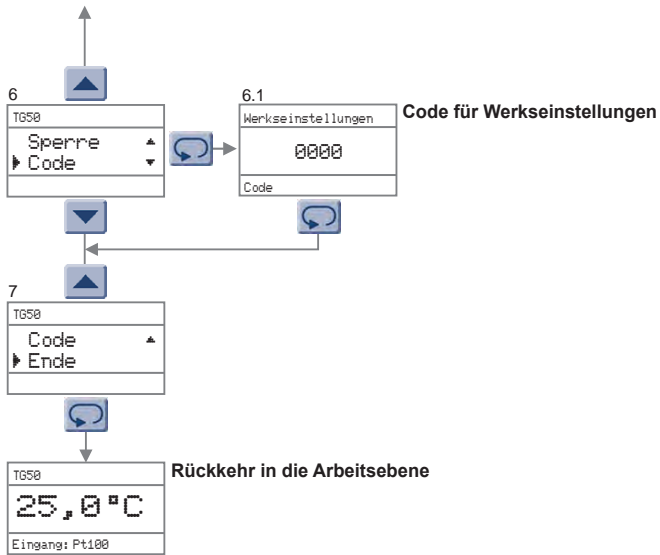 6
TG50
Sperre
Code
6.1
Werkseinstellungen
0000
Code
Code für Werkseinstellungen
7
TG50
Code
Ende
TG50
25,0°C
Eingang: Pt100
Rückkehr in die Arbeitsebene